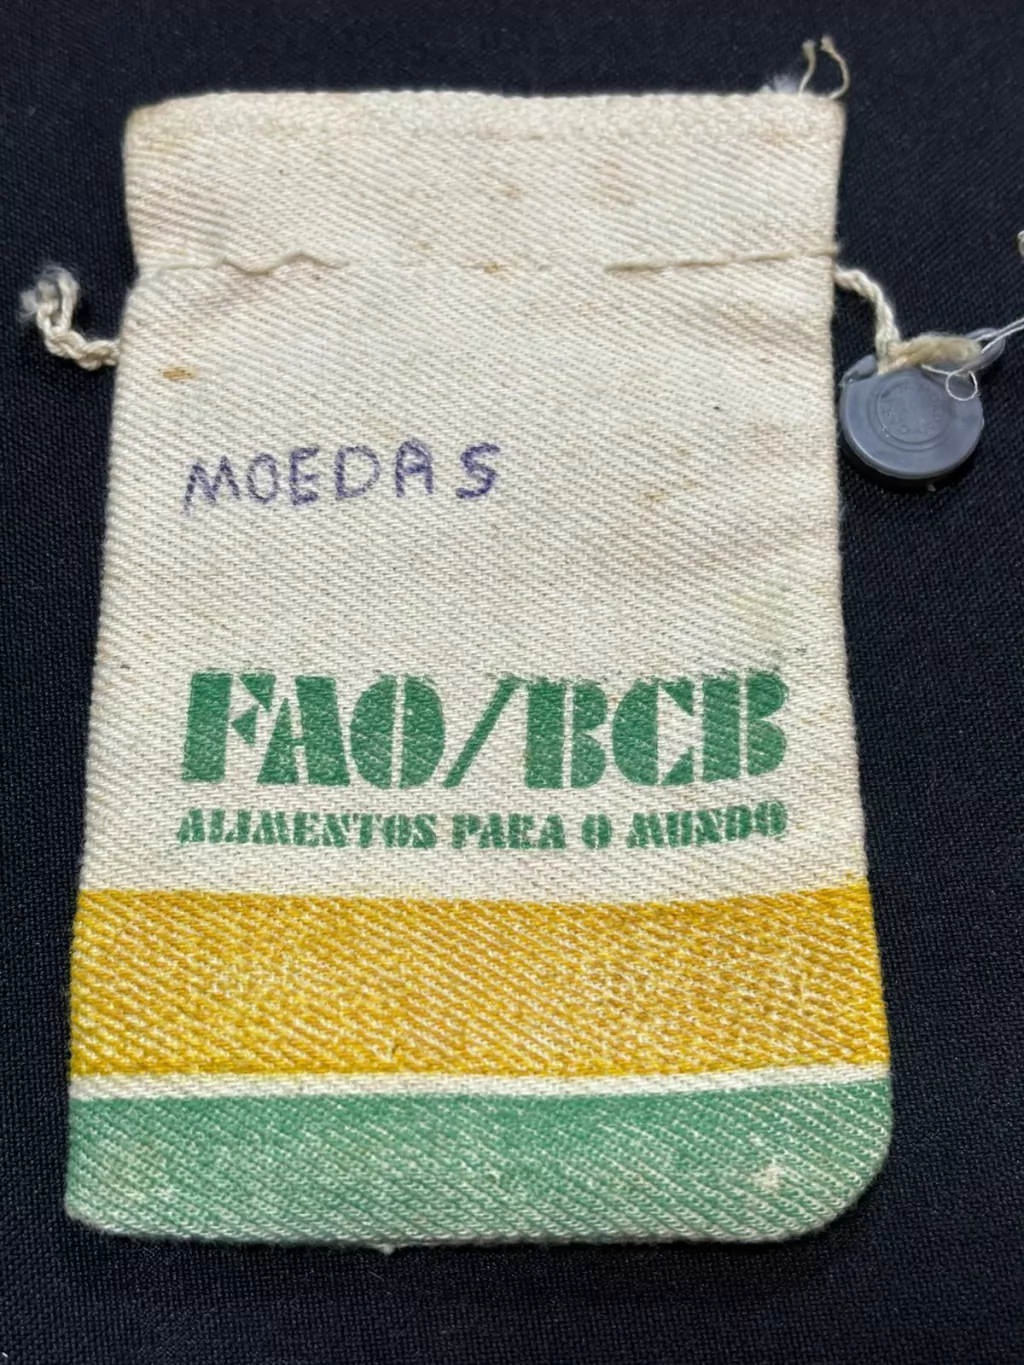 MOEDAS
FAO/BCB
ALIMENTOS PARA O MUNDO